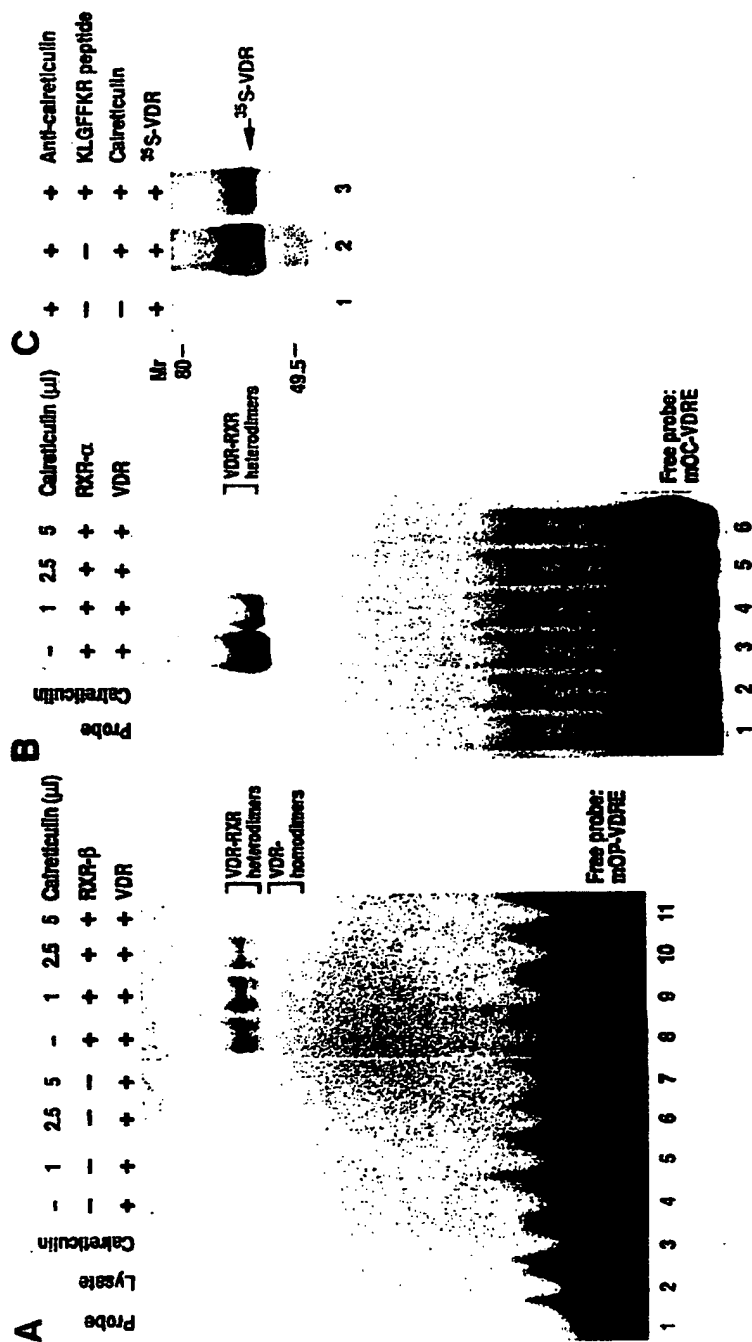 A
Probe
Lysate
Calreticulin
- 1 2.5 5 - 1 2.5 5 Calreticulin (µl)
- - - - + + + + RXR-β
+ + + + + + + + VDR
VDR-RXR
heterodimers
VDR-
homodimers
Free probe:
mOP-VDRE
1 2 3 4 5 6 7 8 9 10 11
B
Probe
Calreticulin
- 1 2.5 5 Calreticulin (µl)
+ + + + RXR-α
+ + + + VDR
VDR-RXR
heterodimers
Free probe:
mOC-VDRE
1 2 3 4 5 6
C
+ + + Anti-calreticulin
- - + KLGFFKR peptide
- + + Calreticulin
+ + + ³⁵S-VDR
Mr
80 -
49.5 -
³⁵S-VDR
1 2 3